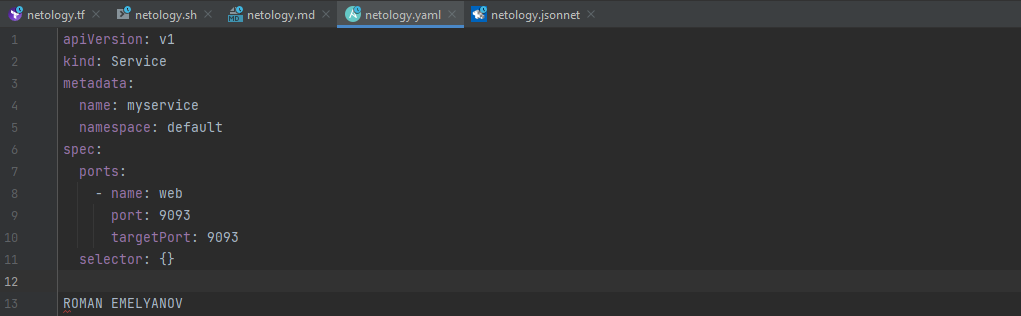 netology.tf netology.sh netology.md netology.yaml netology.jsonnet
1 apiVersion: v1
2 kind: Service
3 metadata:
4   name: myservice
5   namespace: default
6 spec:
7   ports:
8     - name: web
9       port: 9093
10       targetPort: 9093
11   selector: {}
12
13 ROMAN EMELYANOV